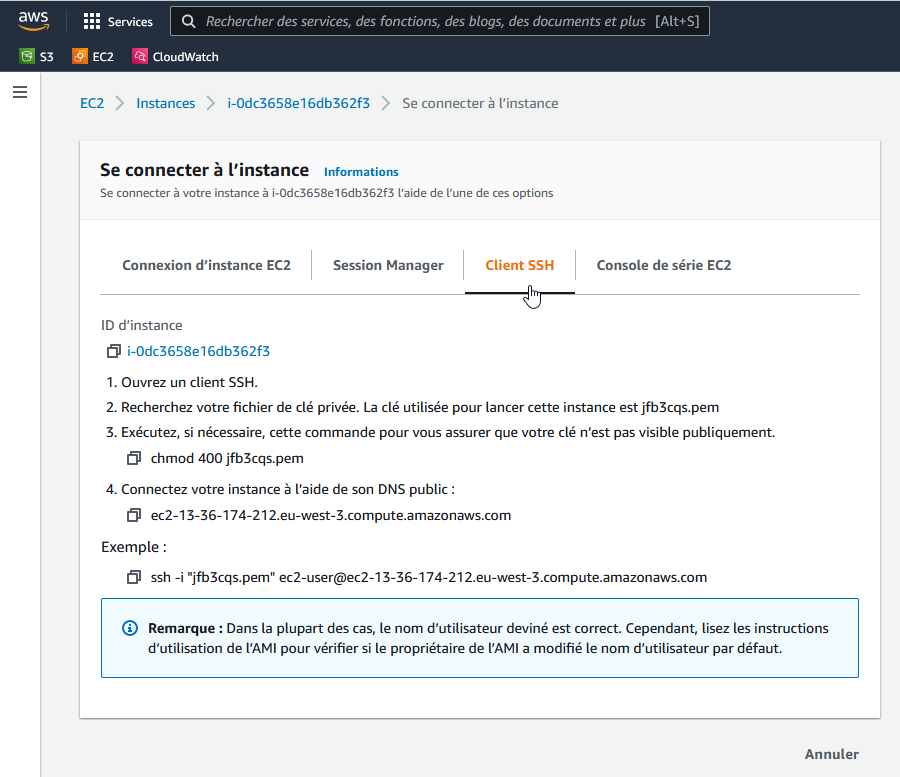 aws
Services
Rechercher des services, des fonctions, des blogs, des documents et plus [Alt+S]
S3 EC2 CloudWatch
EC2 > Instances > i-0dc3658e16db362f3 > Se connecter à l’instance
Se connecter à l’instance Informations
Se connecter à votre instance à i-0dc3658e16db362f3 l’aide de l’une de ces options
Connexion d’instance EC2 Session Manager Client SSH Console de série EC2
ID d’instance
i-0dc3658e16db362f3
1. Ouvrez un client SSH.
2. Recherchez votre fichier de clé privée. La clé utilisée pour lancer cette instance est jfb3cqs.pem
3. Exécutez, si nécessaire, cette commande pour vous assurer que votre clé n’est pas visible publiquement.
chmod 400 jfb3cqs.pem
4. Connectez votre instance à l’aide de son DNS public :
ec2-13-36-174-212.eu-west-3.compute.amazonaws.com
Exemple :
ssh -i "jfb3cqs.pem" ec2-user@ec2-13-36-174-212.eu-west-3.compute.amazonaws.com
Remarque : Dans la plupart des cas, le nom d’utilisateur deviné est correct. Cependant, lisez les instructions
d’utilisation de l’AMI pour vérifier si le propriétaire de l’AMI a modifié le nom d’utilisateur par défaut.
Annuler